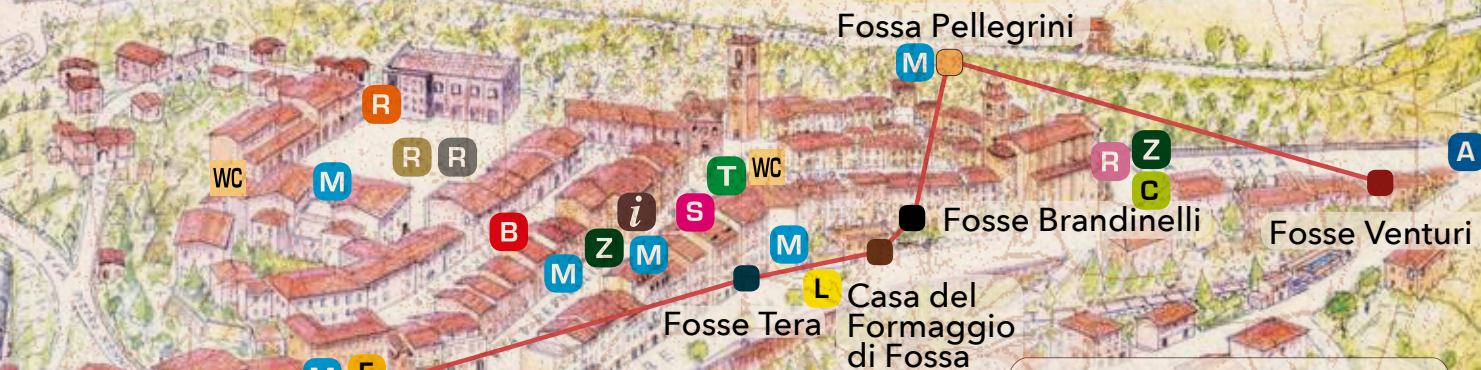 Fossa Pellegrini
M
R
R
R
WC
M
T
WC
R
Z
C
A
i
S
B
Z
M
M
M
Fosse Brandinelli
Fosse Venturi
L
Fosse Tera
Casa del
Formaggio
di Fossa
M